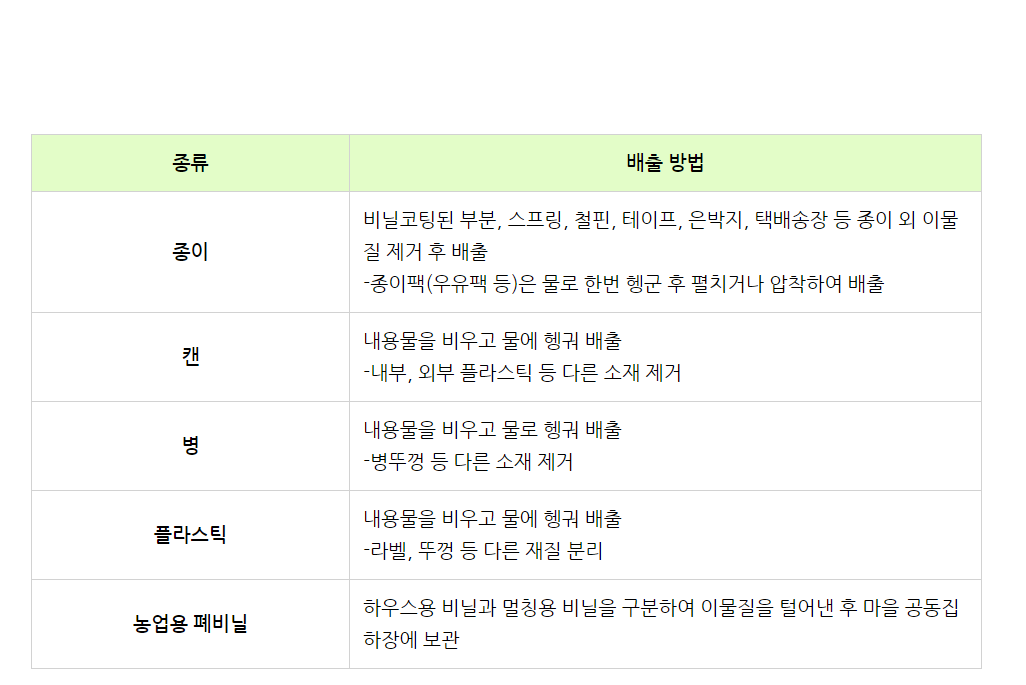 종류
배출 방법
종이
비닐코팅된 부분, 스프링, 철핀, 테이프, 은박지, 택배송장 등 종이 외 이물
질 제거 후 배출
-종이팩(우유팩 등)은 물로 한번 헹군 후 펼치거나 압착하여 배출
캔
내용물을 비우고 물에 헹궈 배출
-내부, 외부 플라스틱 등 다른 소재 제거
병
내용물을 비우고 물로 헹궈 배출
-병뚜껑 등 다른 소재 제거
플라스틱
내용물을 비우고 물에 헹궈 배출
-라벨, 뚜껑 등 다른 재질 분리
농업용 폐비닐
하우스용 비닐과 멀칭용 비닐을 구분하여 이물질을 털어낸 후 마을 공동집
하장에 보관